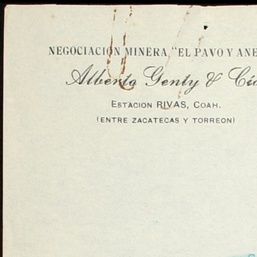 NEGOCIACION MINERA, "EL PAVO Y ANE
Alberto Genty & Cía
ESTACION RIVAS, COAH.
(ENTRE ZACATECAS Y TORREON)